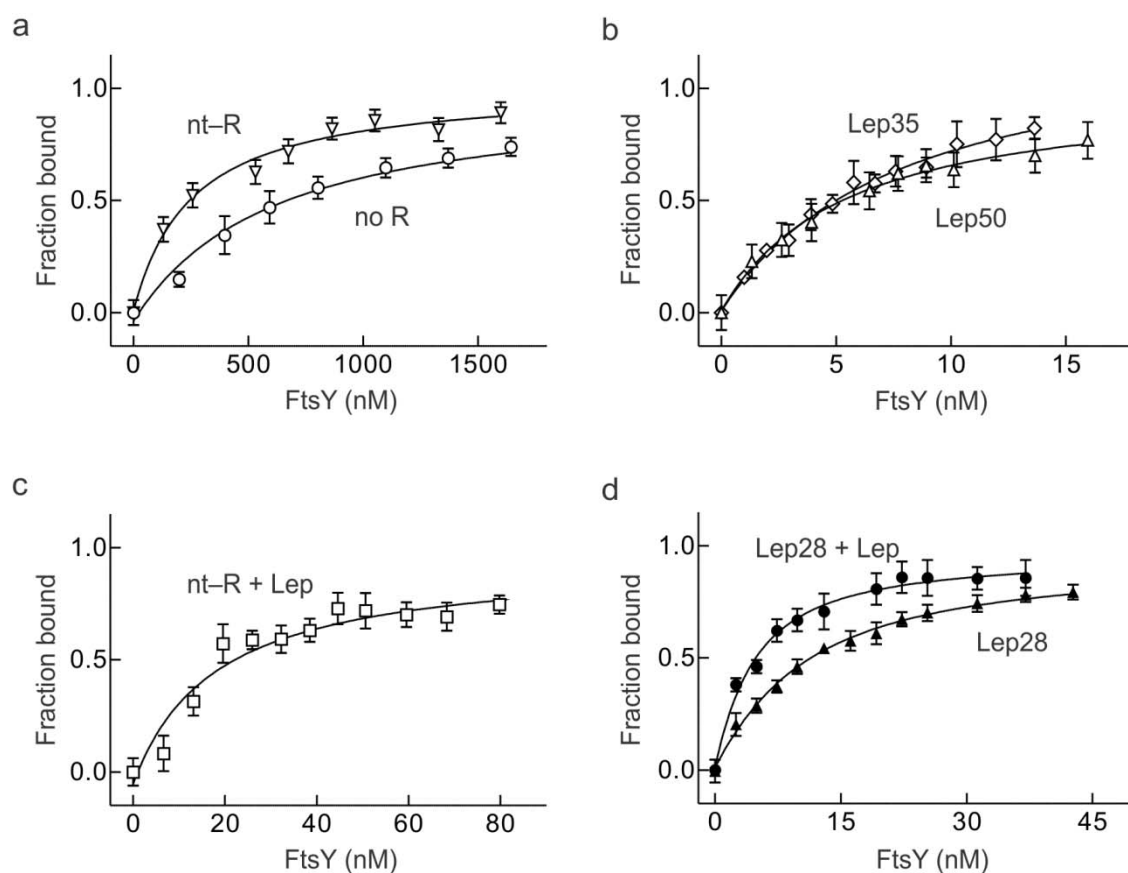 a
1.0
nt–R
0.5
no R
0.0
Fraction bound
0 500 1000 1500
FtsY (nM)
b
1.0
Lep35
0.5
Lep50
0.0
Fraction bound
0 5 10 15
FtsY (nM)
c
1.0
nt–R + Lep
0.5
0.0
Fraction bound
0 20 40 60 80
FtsY (nM)
d
1.0
Lep28 + Lep
0.5
Lep28
0.0
Fraction bound
0 15 30 45
FtsY (nM)